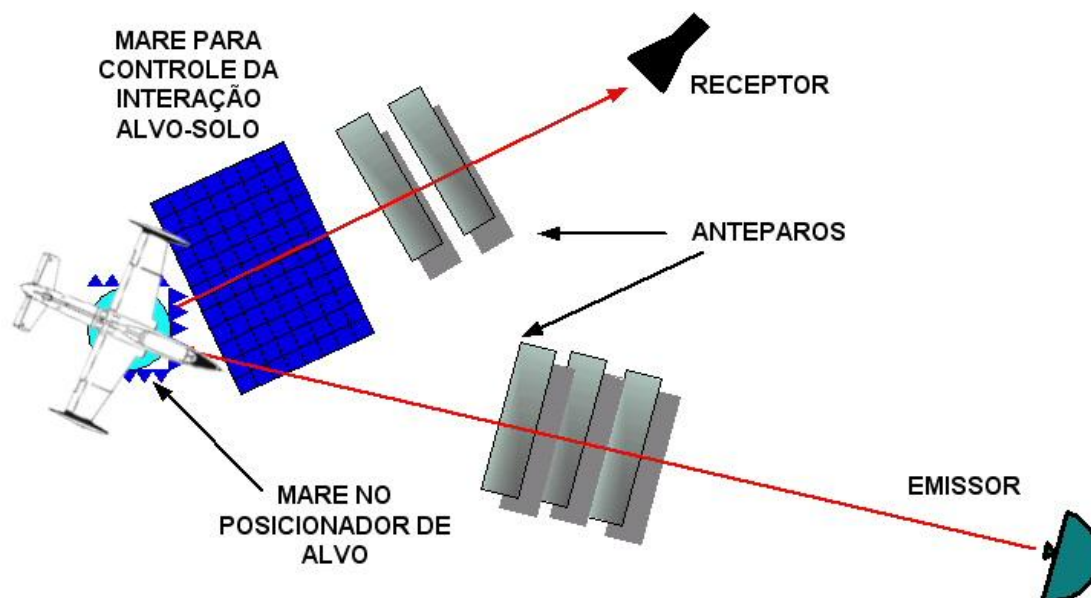 MARE PARA
CONTROLE DA
INTERAÇÃO
ALVO-SOLO
RECEPTOR
ANTEPAROS
EMISSOR
MARE NO
POSICIONADOR DE
ALVO